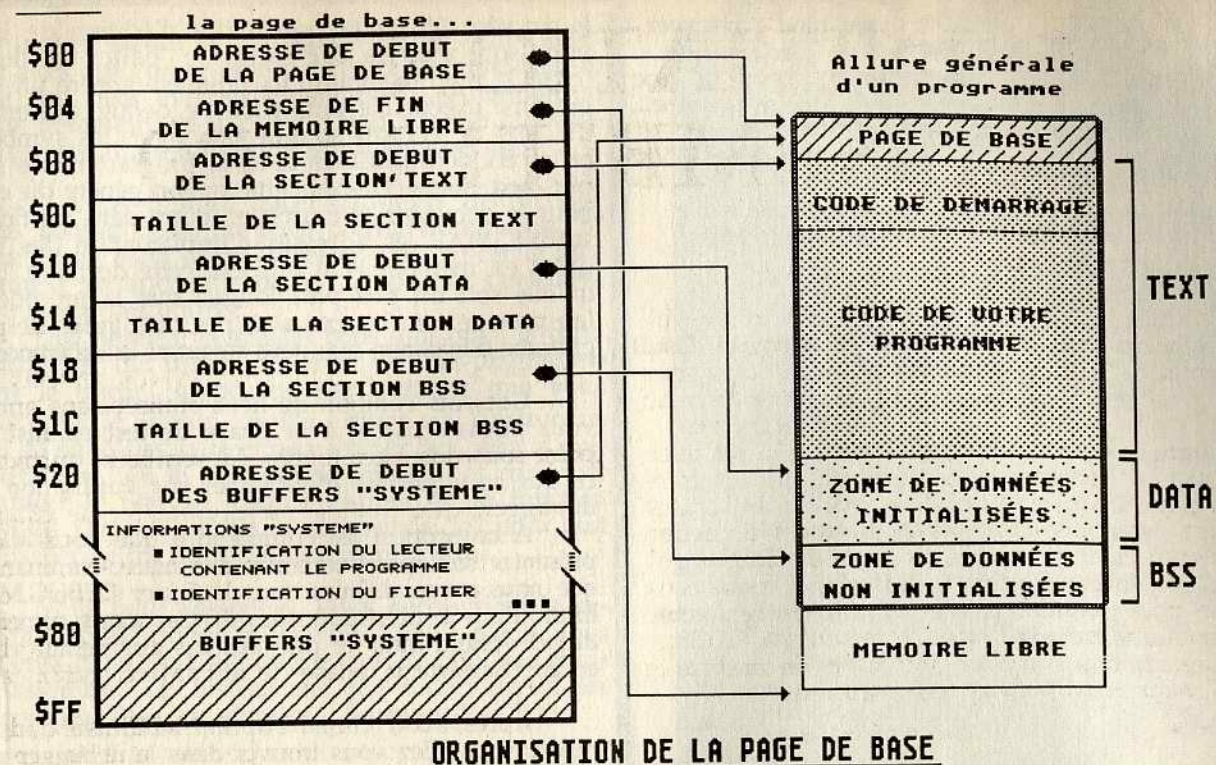 la page de base...
$00
ADRESSE DE DEBUT
DE LA PAGE DE BASE
$04
ADRESSE DE FIN
DE LA MEMOIRE LIBRE
$08
ADRESSE DE DEBUT
DE LA SECTION' TEXT
$0C
TAILLE DE LA SECTION TEXT
$10
ADRESSE DE DEBUT
DE LA SECTION DATA
$14
TAILLE DE LA SECTION DATA
$18
ADRESSE DE DEBUT
DE LA SECTION BSS
$1C
TAILLE DE LA SECTION BSS
$20
ADRESSE DE DEBUT
DES BUFFERS "SYSTEME"
INFORMATIONS "SYSTEME"
■ IDENTIFICATION DU LECTEUR
CONTENANT LE PROGRAMME
■ IDENTIFICATION DU FICHIER
...
$80
BUFFERS "SYSTEME"
$FF
Allure générale
d'un programme
PAGE DE BASE
CODE DE DEMARRAGE
CODE DE VOTRE
PROGRAMME
TEXT
ZONE DE DONNÉES
INITIALISÉES
DATA
ZONE DE DONNÉES
NON INITIALISÉES
BSS
MEMOIRE LIBRE
ORGANISATION DE LA PAGE DE BASE